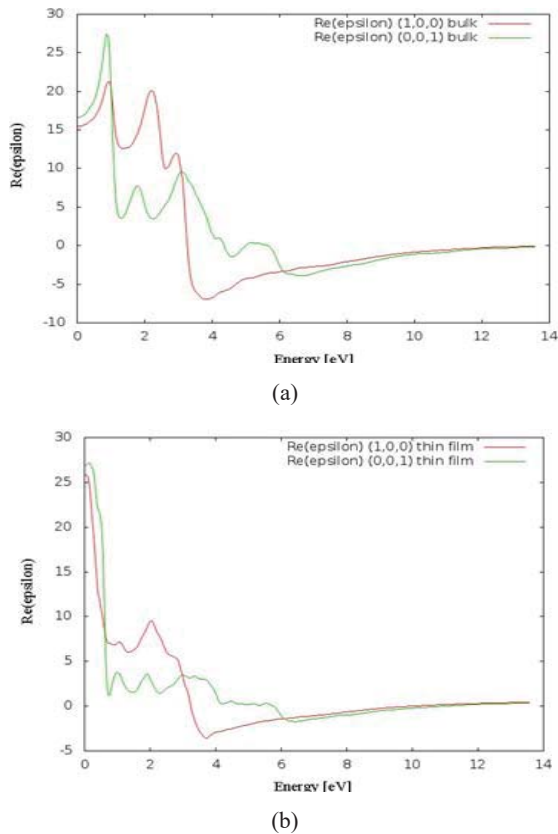 30
Re(epsilon) (1,0,0) bulk
Re(epsilon) (0,0,1) bulk
25
20
15
10
5
0
-5
-10
Re(epsilon)
0 2 4 6 8 10 12 14
Energy [eV]
(a)
30
Re(epsilon) (1,0,0) thin film
Re(epsilon) (0,0,1) thin film
25
20
15
10
5
0
-5
Re(epsilon)
0 2 4 6 8 10 12 14
Energy [eV]
(b)